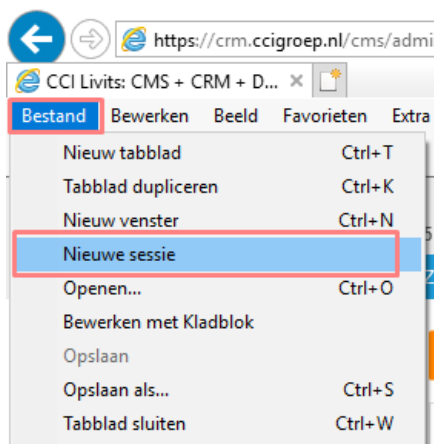 https://crm.ccigroep.nl/cms/admi
CCI Livits: CMS + CRM + D...
Bestand Bewerken Beeld Favorieten Extra
Nieuw tabblad Ctrl+T
Tabblad dupliceren Ctrl+K
Nieuw venster Ctrl+N
Nieuwe sessie
Openen... Ctrl+O
Bewerken met Kladblok
Opslaan
Opslaan als... Ctrl+S
Tabblad sluiten Ctrl+W